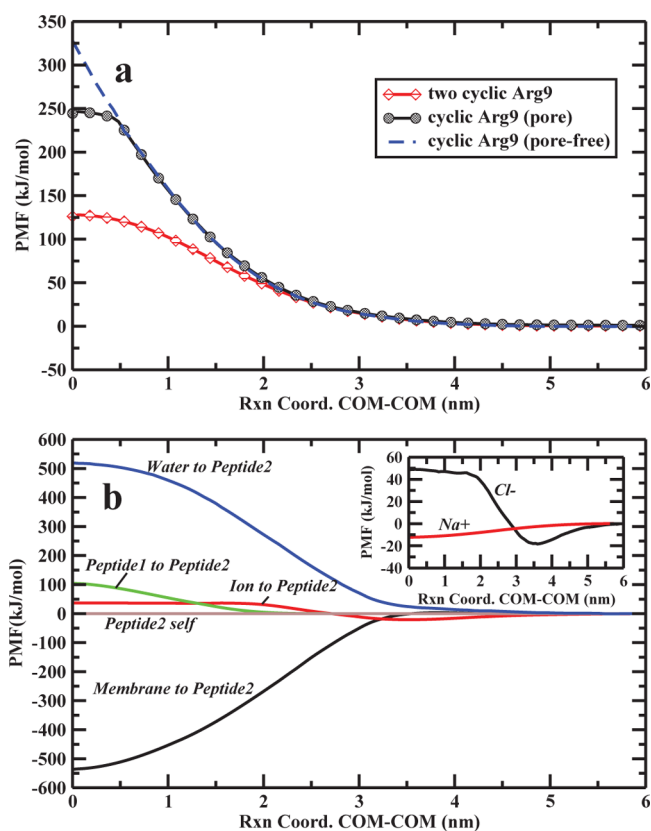 350
300
250
200
150
100
50
0
-50
PMF (kJ/mol)
a
two cyclic Arg9
cyclic Arg9 (pore)
cyclic Arg9 (pore-free)
0 1 2 3 4 5 6
Rxn Coord. COM-COM (nm)
600
500
400
300
200
100
0
-100
-200
-300
-400
-500
-600
PMF(kJ/mol)
b
Water to Peptide2
Peptide1 to Peptide2
Ion to Peptide2
Peptide2 self
Membrane to Peptide2
60
40
20
0
-20
-40
PMF (kJ/mol)
Cl-
Na+
0 1 2 3 4 5 6
Rxn Coord. COM-COM (nm)
0 1 2 3 4 5 6
Rxn Coord. COM-COM (nm)